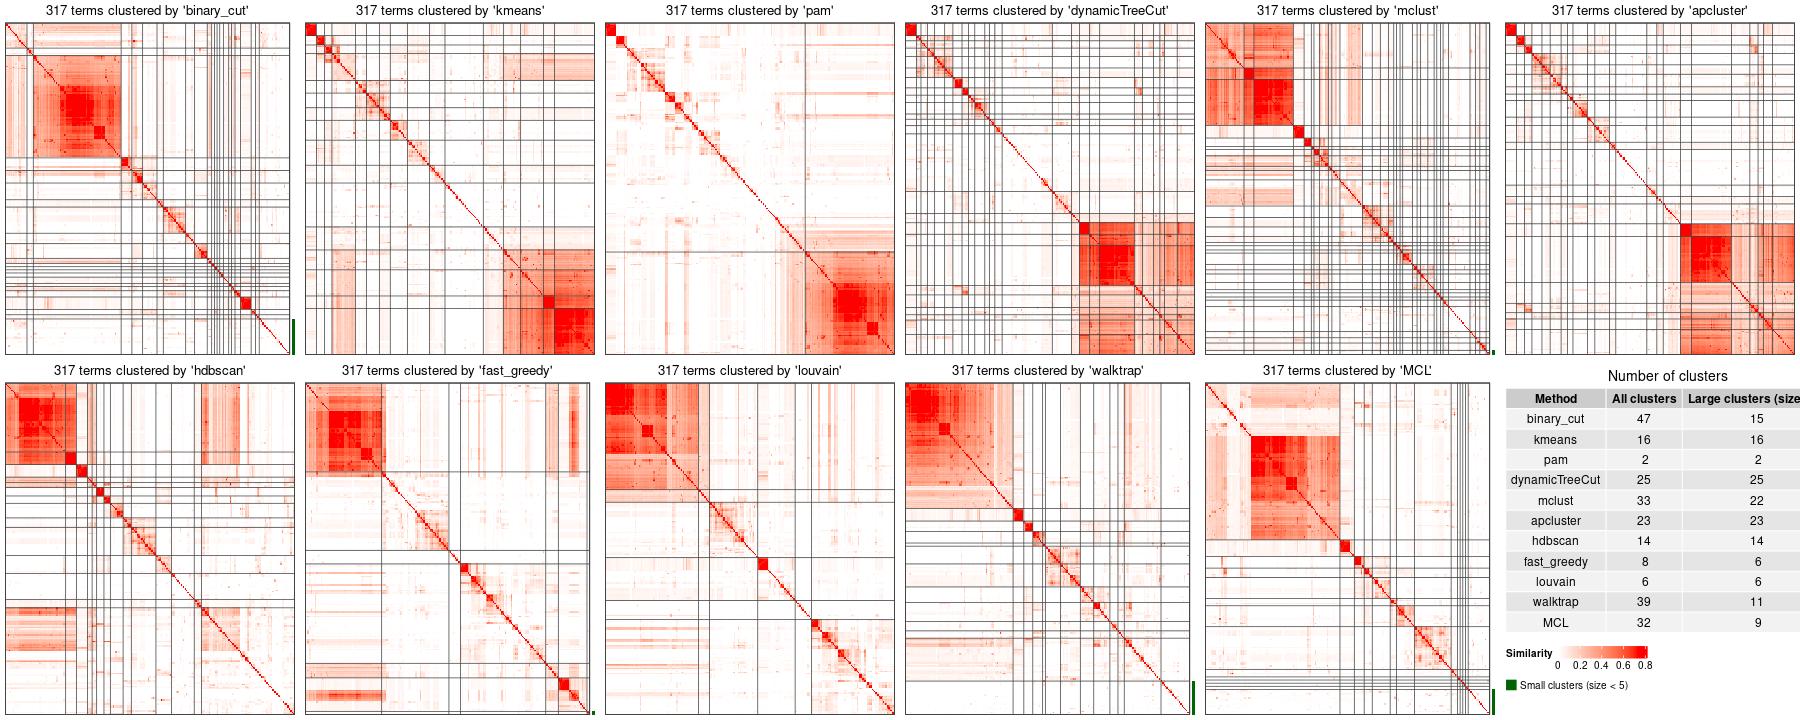 317 terms clustered by 'binary_cut'
317 terms clustered by 'kmeans'
317 terms clustered by 'pam'
317 terms clustered by 'dynamicTreeCut'
317 terms clustered by 'mclust'
317 terms clustered by 'apcluster'
317 terms clustered by 'hdbscan'
317 terms clustered by 'fast_greedy'
317 terms clustered by 'louvain'
317 terms clustered by 'walktrap'
317 terms clustered by 'MCL'
Number of clusters
Method All clusters Large clusters (size
binary_cut 47 15
kmeans 16 16
pam 2 2
dynamicTreeCut 25 25
mclust 33 22
apcluster 23 23
hdbscan 14 14
fast_greedy 8 6
louvain 6 6
walktrap 39 11
MCL 32 9
Similarity
0 0.2 0.4 0.6 0.8
Small clusters (size < 5)